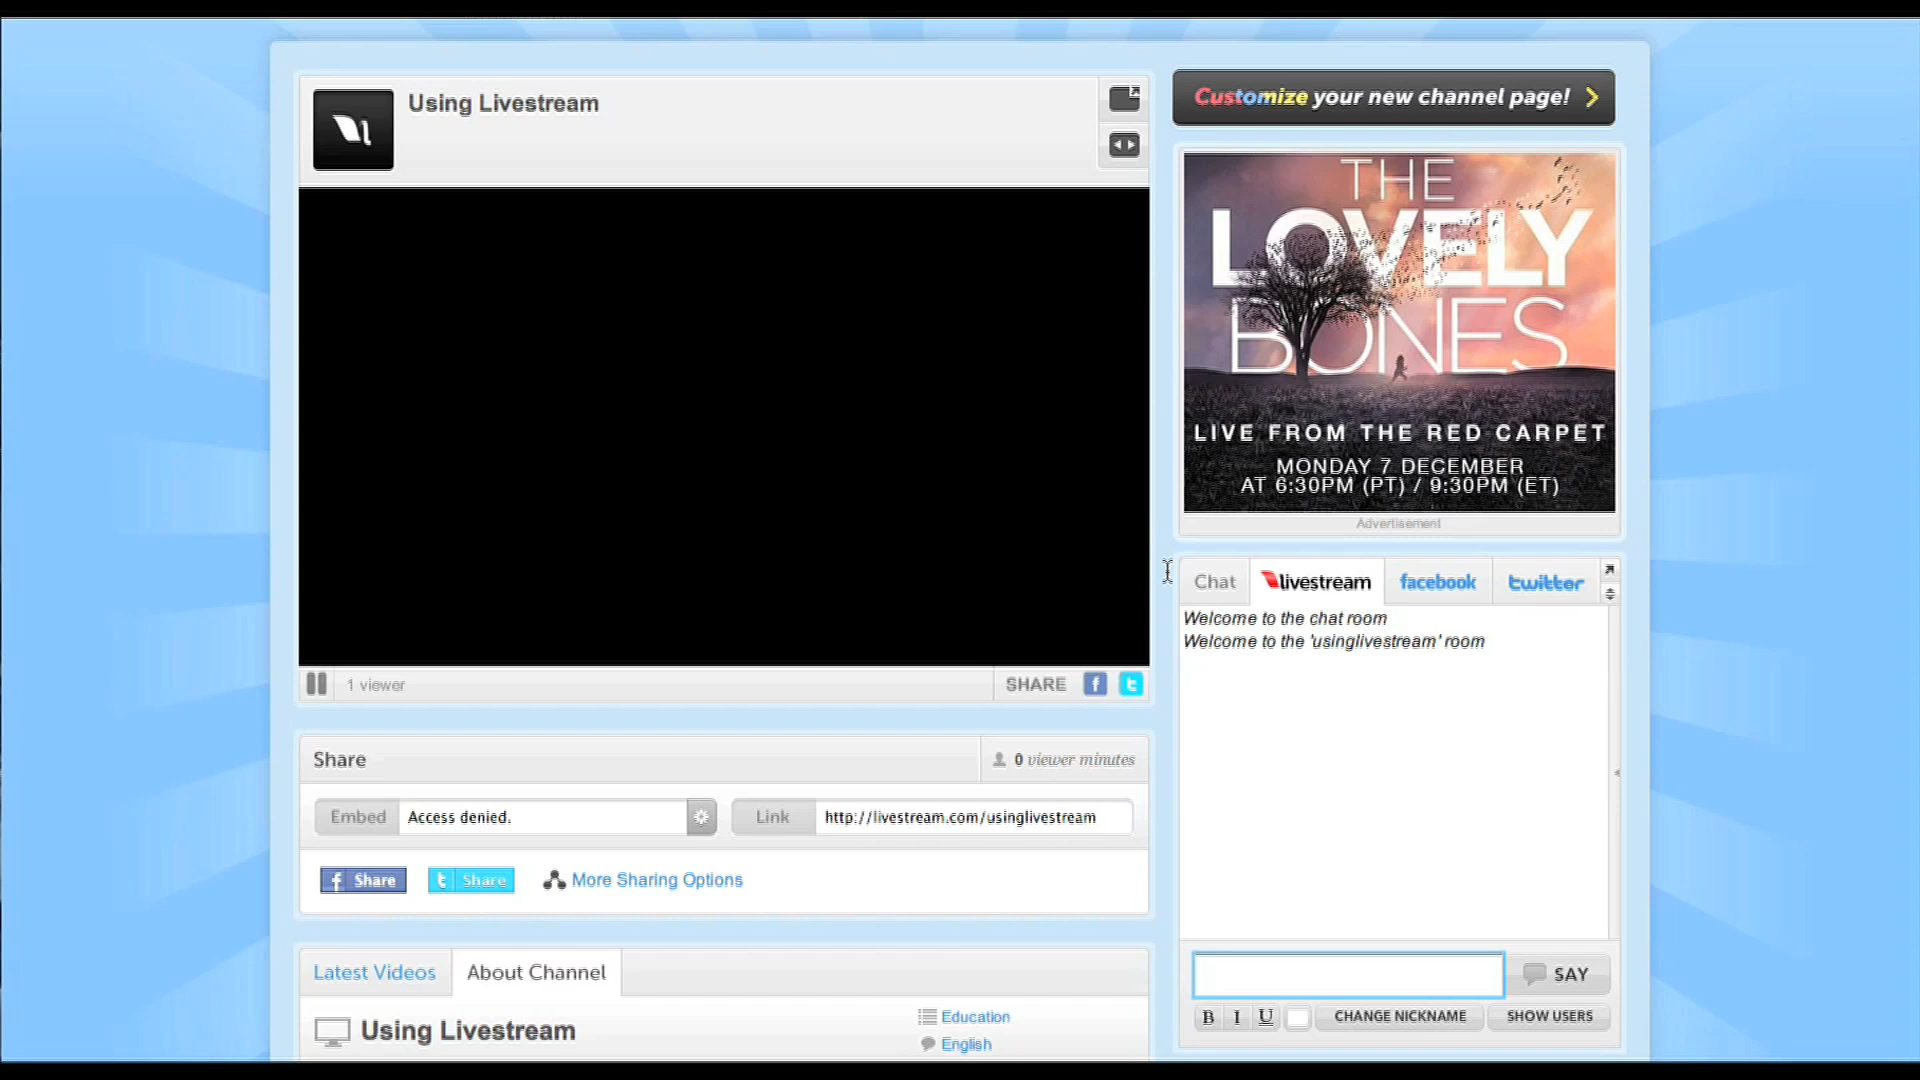 Using Livestream
Customize your new channel page!
THE
LOVELY
BONES
LIVE FROM THE RED CARPET
MONDAY 7 DECEMBER
AT 6:30PM (PT) / 9:30PM (ET)
Advertisement
Chat livestream facebook twitter
Welcome to the chat room
Welcome to the 'usinglivestream' room
1 viewer
SHARE f t
Share
0 viewer minutes
Embed Access denied.
Link http://livestream.com/usinglivestream
f Share
t Share
More Sharing Options
Latest Videos
About Channel
Using Livestream
Education
English
SAY
B I U
CHANGE NICKNAME
SHOW USERS